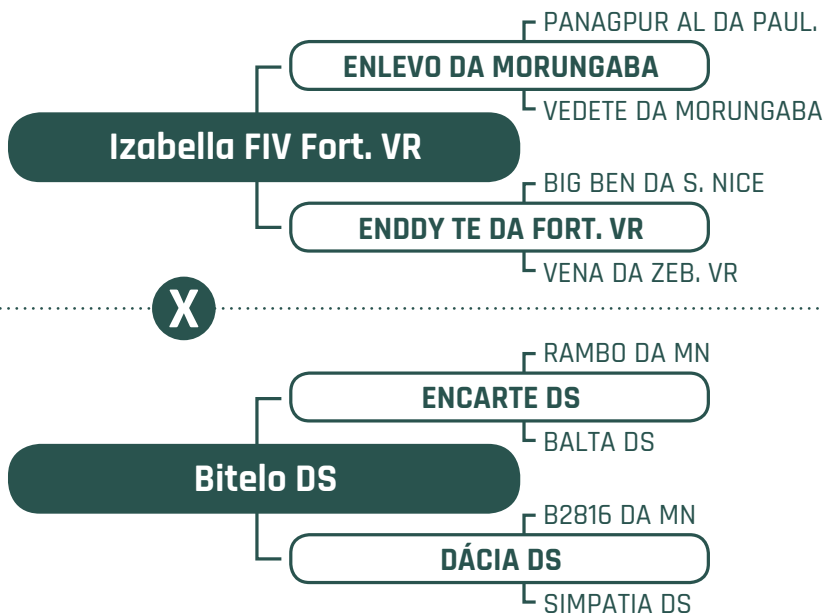 PANAGPUR AL DA PAUL.
ENLEVO DA MORUNGABA
VEDETE DA MORUNGABA
Izabella FIV Fort. VR
BIG BEN DA S. NICE
ENDDY TE DA FORT. VR
VENA DA ZEB. VR
X
RAMBO DA MN
ENCARTE DS
BALTA DS
Bitelo DS
B2816 DA MN
DÁCIA DS
SIMPATIA DS